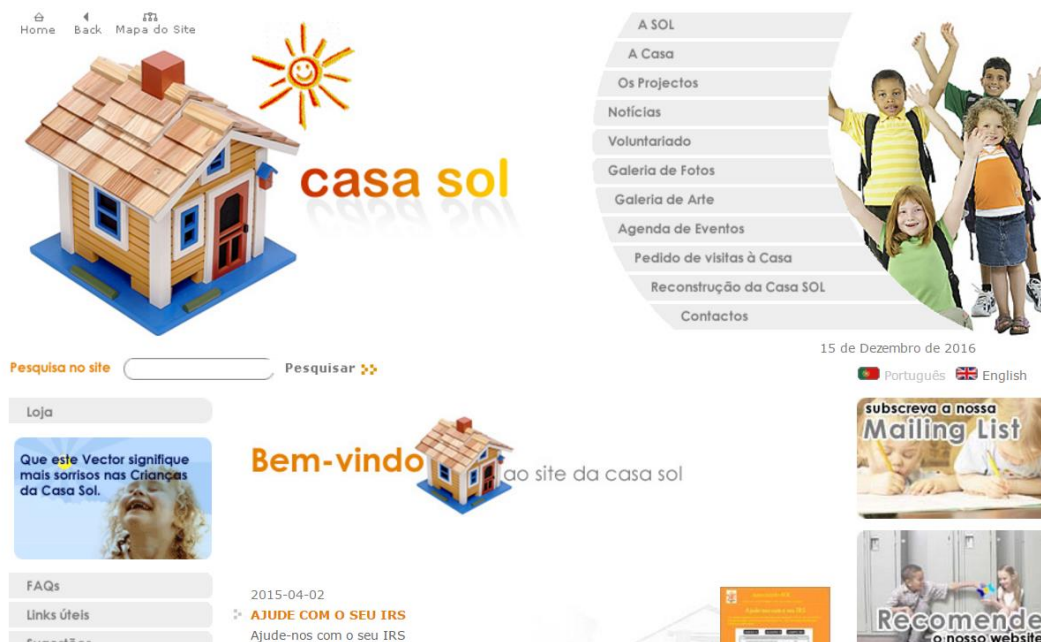 Home Back Mapa do Site
casa sol
A SOL
A Casa
Os Projectos
Notícias
Voluntariado
Galeria de Fotos
Galeria de Arte
Agenda de Eventos
Pedido de visitas à Casa
Reconstrução da Casa SOL
Contactos
15 de Dezembro de 2016
Português English
Pesquisa no site Pesquisar
Loja
Que este Vector signifique
mais sorrisos nas Crianças
da Casa Sol.
FAQs
Links úteis
Sugestões
Bem-vindo ao site da casa sol
2015-04-02
AJUDE COM O SEU IRS
Ajude-nos com o seu IRS
subscreva a nossa
Mailing List
Recomende
o nosso website